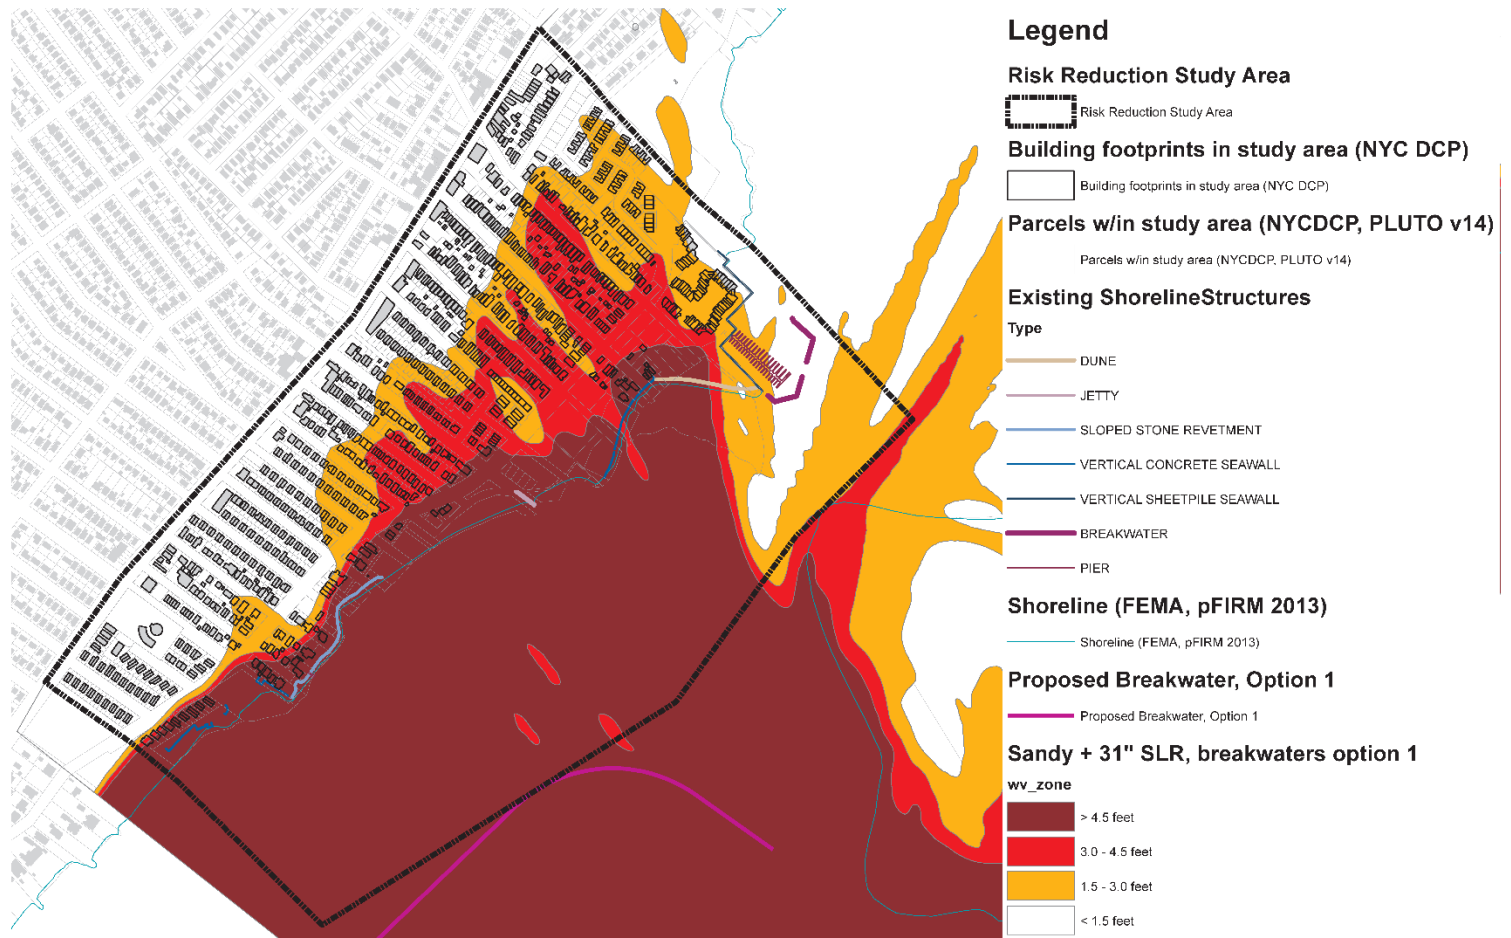 Legend
Risk Reduction Study Area
Risk Reduction Study Area
Building footprints in study area (NYC DCP)
Building footprints in study area (NYC DCP)
Parcels w/in study area (NYCDCP, PLUTO v14)
Parcels w/in study area (NYCDCP, PLUTO v14)
Existing ShorelineStructures
Type
DUNE
JETTY
SLOPED STONE REVETMENT
VERTICAL CONCRETE SEAWALL
VERTICAL SHEETPILE SEAWALL
BREAKWATER
PIER
Shoreline (FEMA, pFIRM 2013)
Shoreline (FEMA, pFIRM 2013)
Proposed Breakwater, Option 1
Proposed Breakwater, Option 1
Sandy + 31" SLR, breakwaters option 1
wv_zone
> 4.5 feet
3.0 - 4.5 feet
1.5 - 3.0 feet
< 1.5 feet